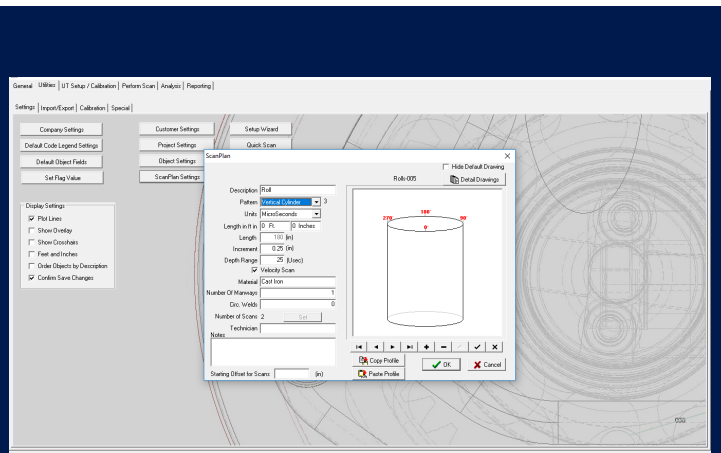 General Utilities UT Setup / Calibration Perform Scan Analysis Reporting
Settings Import/Export Calibration Special
Company Settings Customer Settings Setup Wizard
Default Code Legend Settings Project Settings Quick Scan
Default Object Fields Object Settings
Set Flag Value ScanPlan Settings
Display Settings
Plot Lines
Show Overlay
Show Crosshairs
Feet and Inches
Order Objects by Description
Confirm Save Changes
ScanPlan
Hide Default Drawing
Rolls-005 Detail Drawings
Description Roll
Pattern Vertical Cylinder 3
Units MicroSeconds
Length in ft in 0 Ft. 0 Inches
Length 180 (in)
Increment 0.25 (in)
Depth Range 25 (Usec)
Velocity Scan
Material Cast Iron
Number Of Manways 1
Circ. Welds 0
Number of Scans 2 Set
Technician
Notes
Starting Offset for Scans (in)
180°
270° 90°
0°
Copy Profile
Paste Profile
OK Cancel